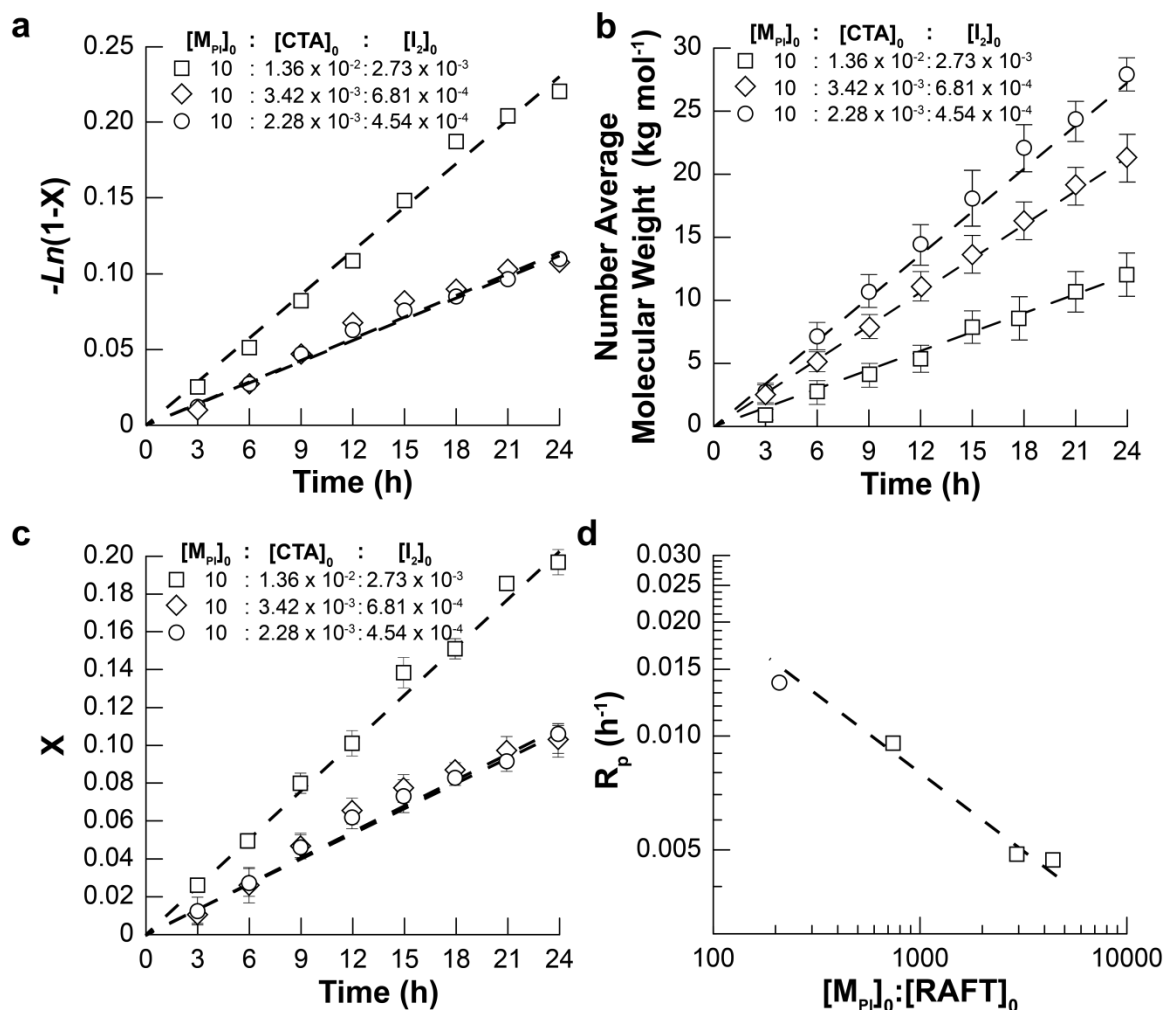 a
[M_PI]_0 : [CTA]_0 : [I_2]_0
10 : 1.36 x 10^-2 : 2.73 x 10^-3
10 : 3.42 x 10^-3 : 6.81 x 10^-4
10 : 2.28 x 10^-3 : 4.54 x 10^-4
-Ln(1-X)
0.25
0.20
0.15
0.10
0.05
0
0 3 6 9 12 15 18 21 24
Time (h)
b
[M_PI]_0 : [CTA]_0 : [I_2]_0
10 : 1.36 x 10^-2 : 2.73 x 10^-3
10 : 3.42 x 10^-3 : 6.81 x 10^-4
10 : 2.28 x 10^-3 : 4.54 x 10^-4
Number Average
Molecular Weight (kg mol^-1)
30
25
20
15
10
5
0
0 3 6 9 12 15 18 21 24
Time (h)
c
[M_PI]_0 : [CTA]_0 : [I_2]_0
10 : 1.36 x 10^-2 : 2.73 x 10^-3
10 : 3.42 x 10^-3 : 6.81 x 10^-4
10 : 2.28 x 10^-3 : 4.54 x 10^-4
X
0.20
0.18
0.16
0.14
0.12
0.10
0.08
0.06
0.04
0.02
0
0 3 6 9 12 15 18 21 24
Time (h)
d
R_p (h^-1)
0.030
0.025
0.020
0.015
0.010
0.005
100 1000 10000
[M_PI]_0:[RAFT]_0